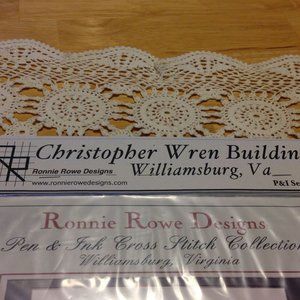 Christopher Wren Buildin
Ronnie Rowe Designs
Williamsburg, Va
www.ronnierowedesigns.com
P&I Se
Ronnie Rowe Designs
Pen & Ink Cross Stitch Collection
Williamsburg, Virginia